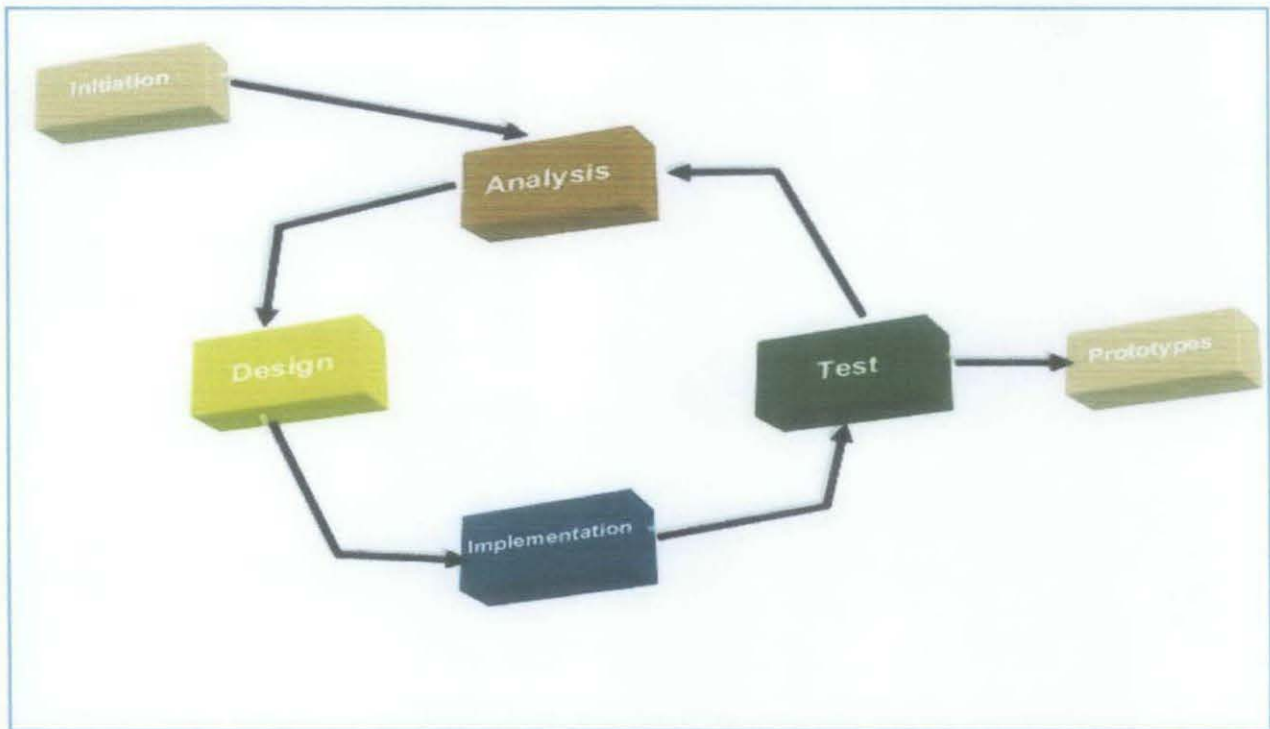 Initiation
Analysis
Design
Test
Prototypes
Implementation